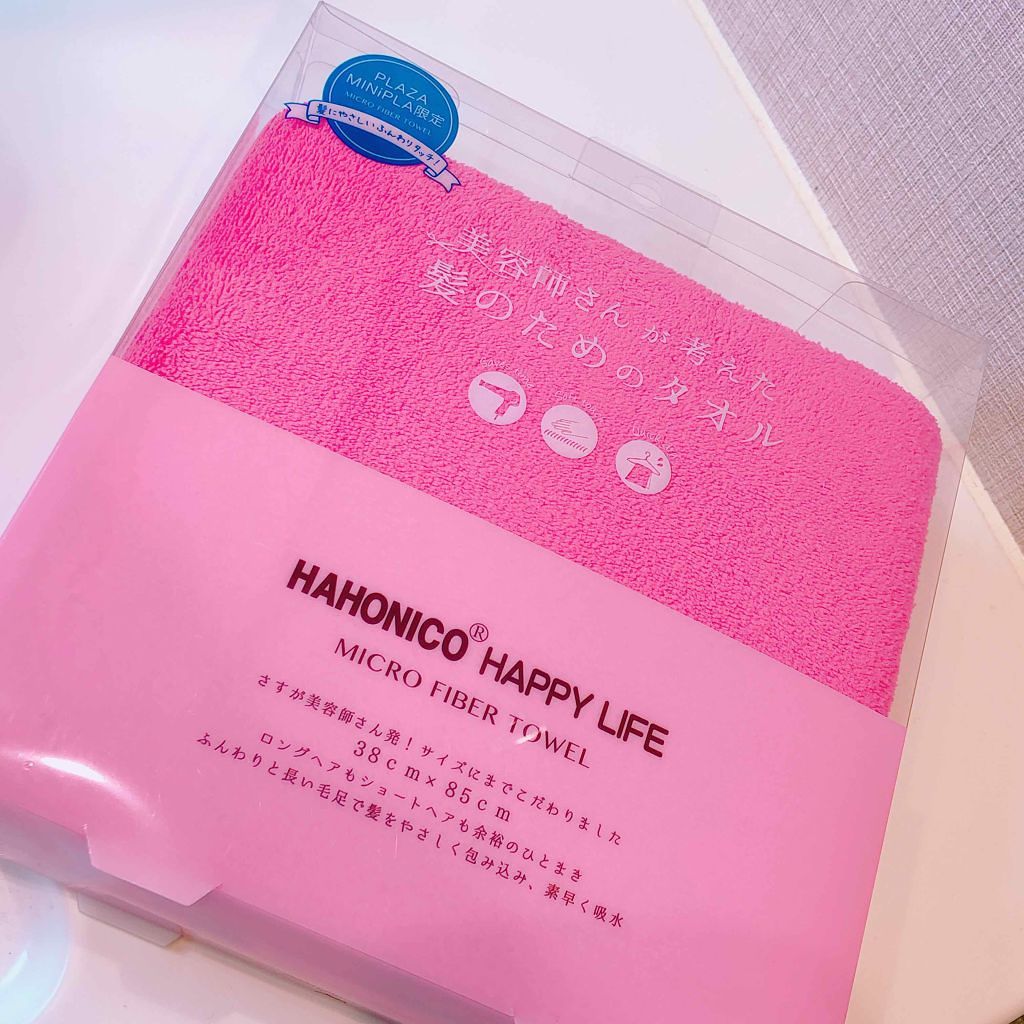 PLAZA
MINiPLA限定
MICRO FIBER TOWEL
髪にやさしいふんわりタッチ!
美容師さんが考えた
髪のためのタオル
HAHONICO® HAPPY LIFE
MICRO FIBER TOWEL
さすが美容師さん発！サイズにまでこだわりました
38cm×85cm
ロングヘアもショートヘアも余裕のひとまき
ふんわりと長い毛足で髪をやさしく包み込み、素早く吸水